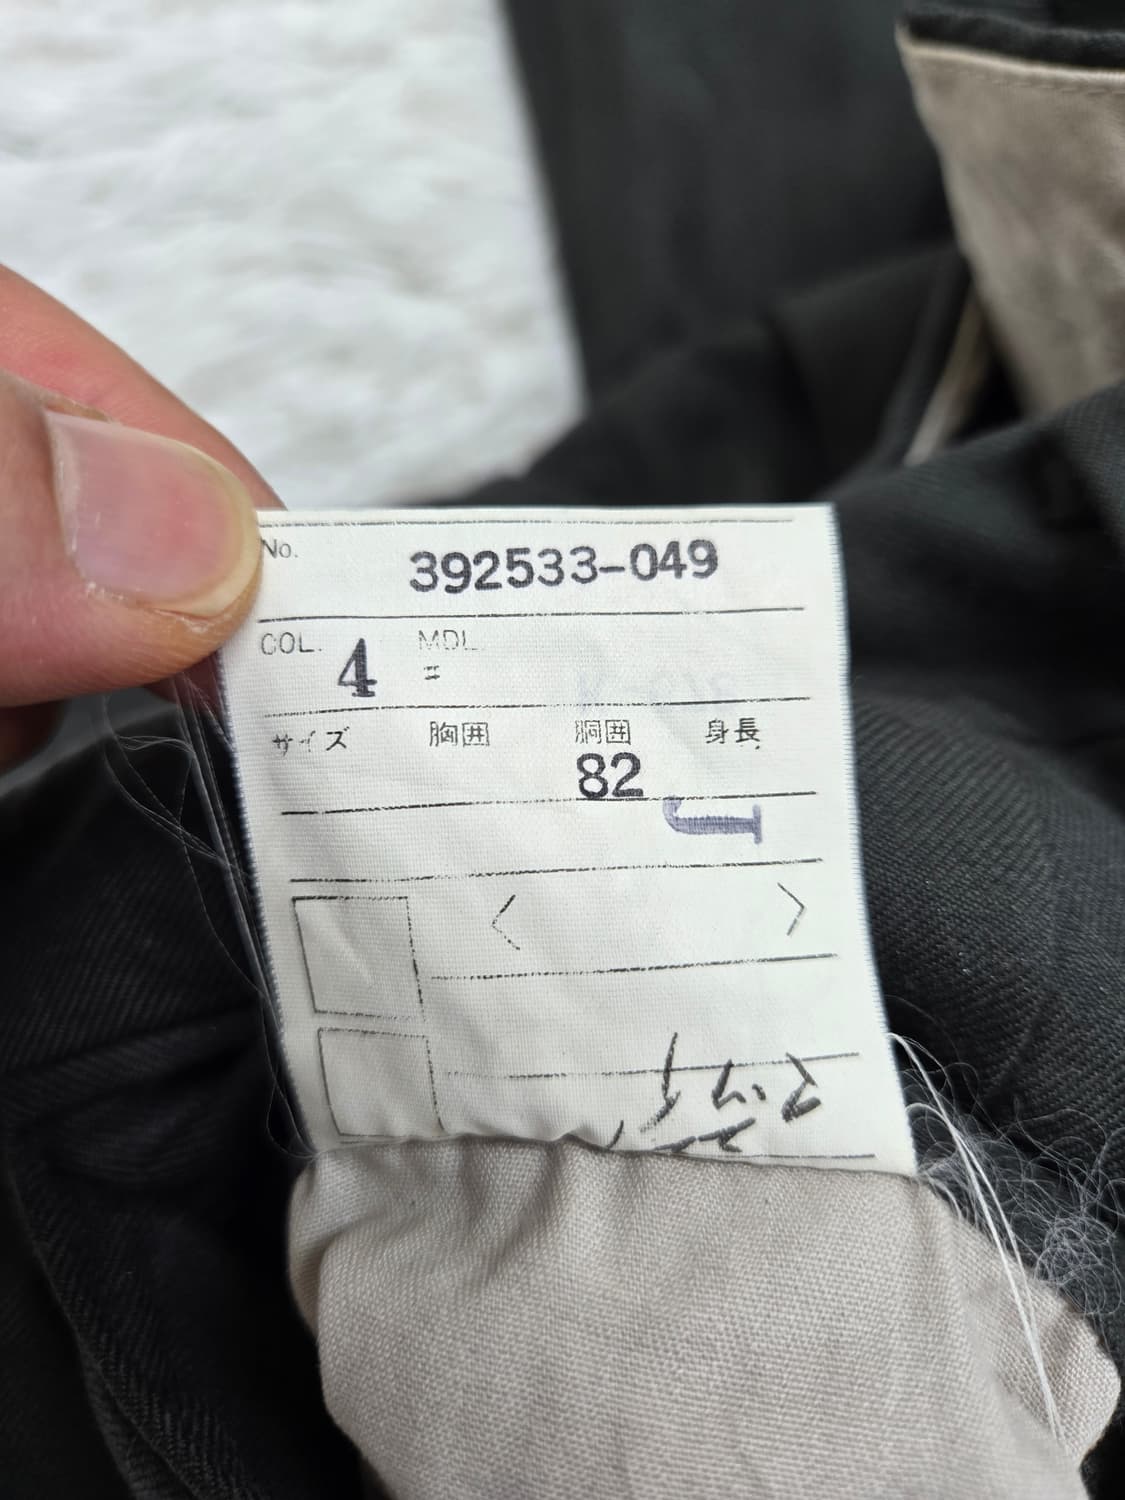 No. 392533-049
COL. 4 MDL.
=
サイズ 胸囲 胴囲 身長
82
J
< >